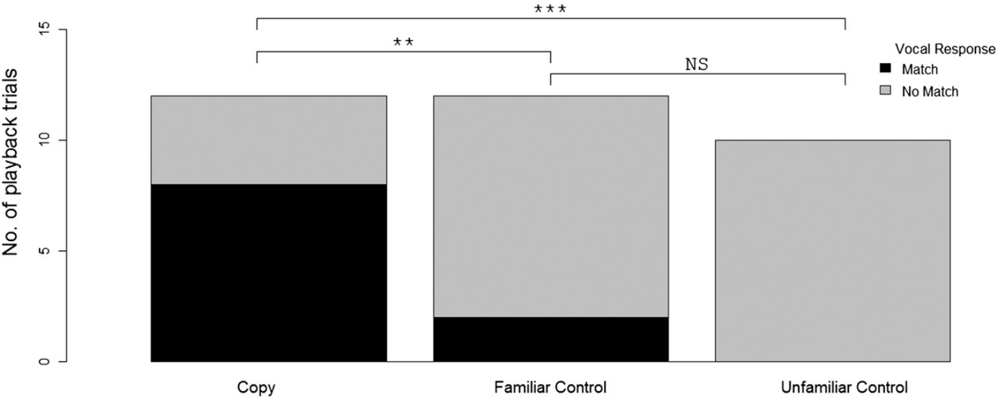 ***
15
**
Vocal Response
NS
Match
No Match
No. of playback trials
10
5
0
Copy
Familiar Control
Unfamiliar Control